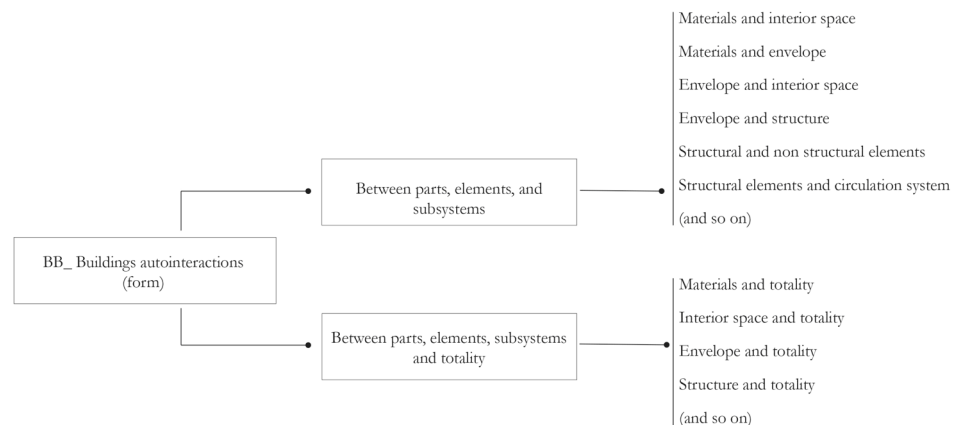 BB_ Buildings autointeractions
(form)
Between parts, elements, and
subsystems
Materials and interior space
Materials and envelope
Envelope and interior space
Envelope and structure
Structural and non structural elements
Structural elements and circulation system
(and so on)
Between parts, elements, subsystems
and totality
Materials and totality
Interior space and totality
Envelope and totality
Structure and totality
(and so on)